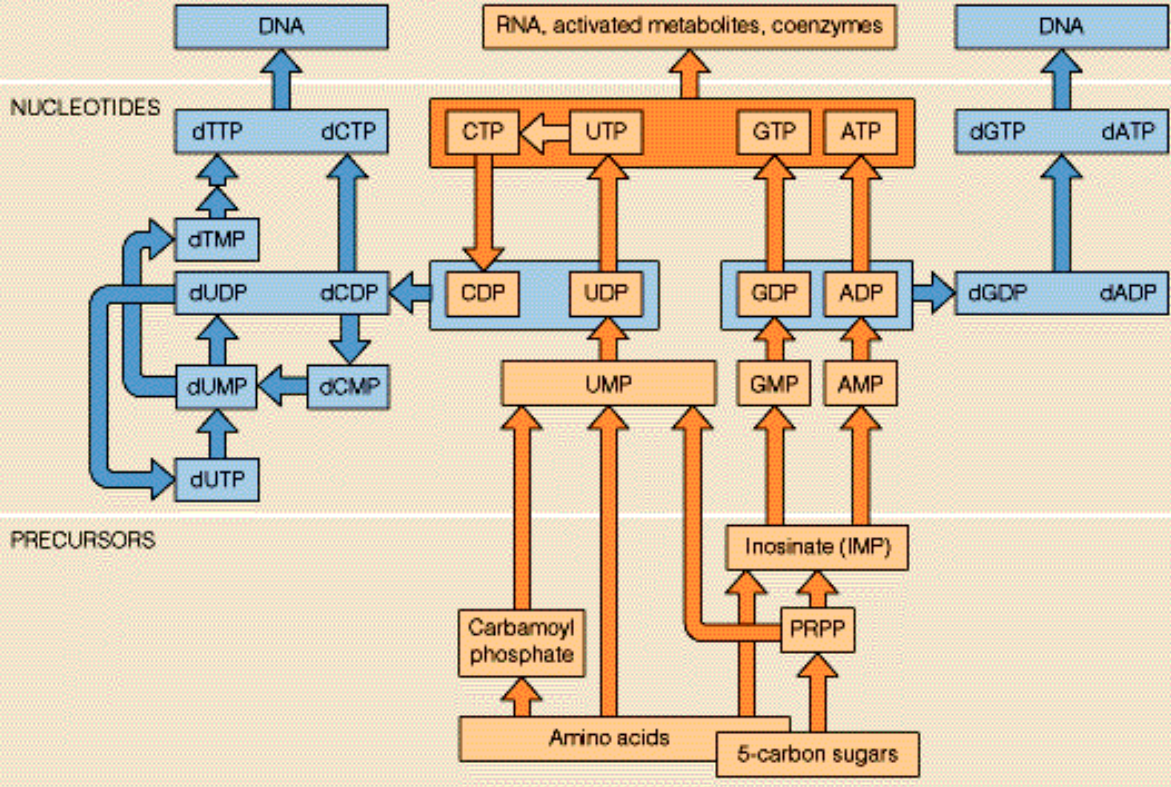 DNA
RNA, activated metabolites, coenzymes
DNA
NUCLEOTIDES
dTTP dCTP
CTP
UTP
GTP
ATP
dGTP dATP
dTMP
dUDP dCDP
CDP
UDP
GDP
ADP
dGDP dADP
dUMP
dCMP
UMP
GMP
AMP
dUTP
PRECURSORS
Inosinate (IMP)
Carbamoyl
phosphate
PRPP
Amino acids
5-carbon sugars